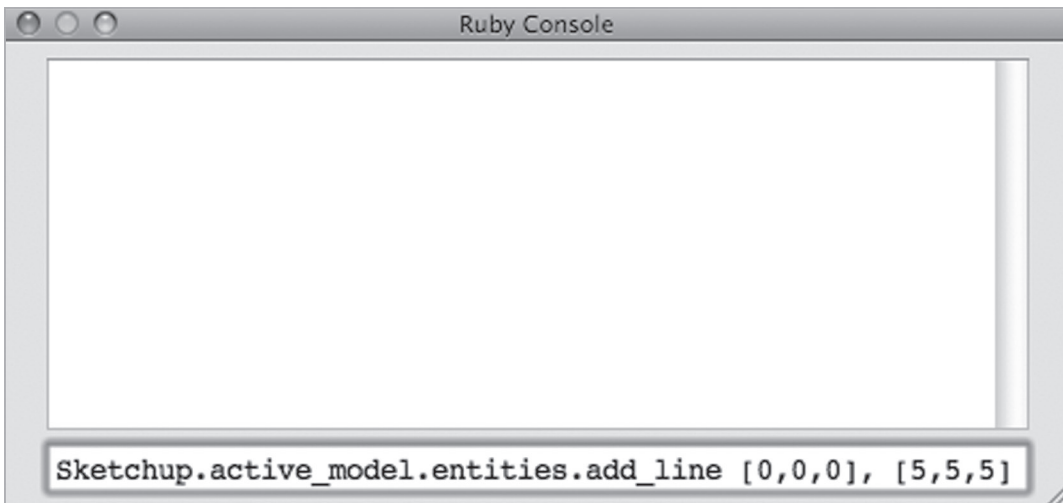 Ruby Console
Sketchup.active_model.entities.add_line [0,0,0], [5,5,5]